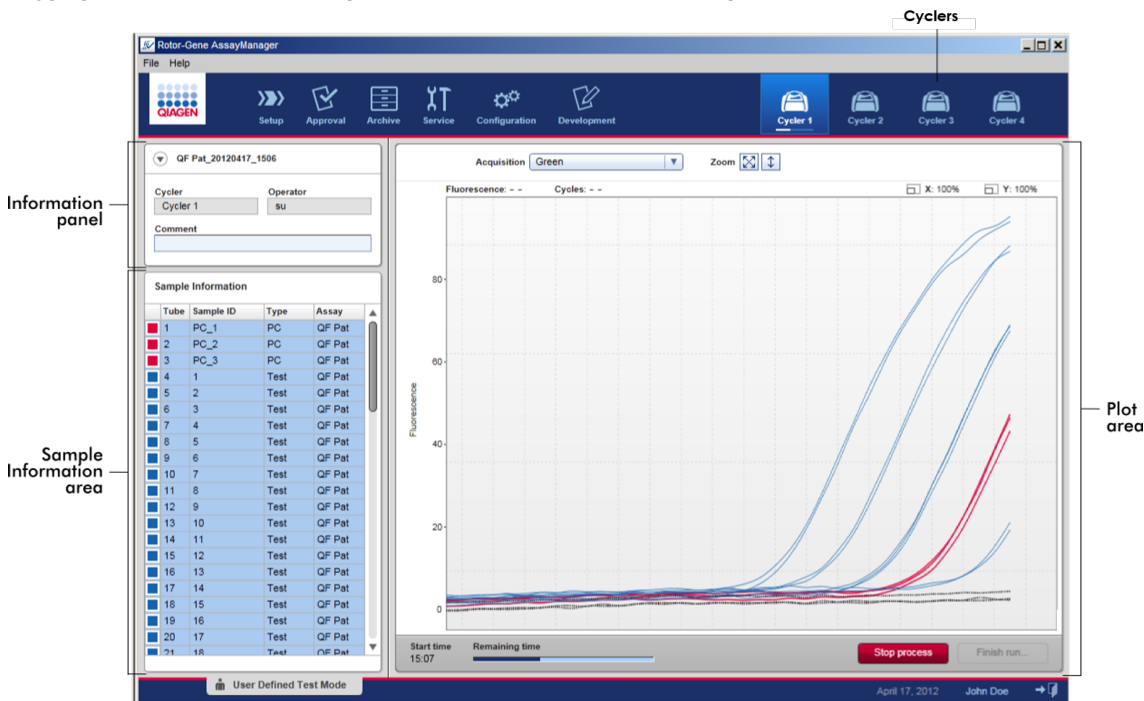 Cyclers
Rotor-Gene AssayManager
File Help
QIAGEN
Setup Approval Archive Service Configuration Development Cycler 1 Cycler 2 Cycler 3 Cycler 4
Information
panel
QF Pat_20120417_1506
Cycler Operator
Cycler 1 su
Comment
Sample
Information
area
Sample Information
Tube Sample ID Type Assay
1 PC_1 PC QF Pat
2 PC_2 PC QF Pat
3 PC_3 PC QF Pat
4 1 Test QF Pat
5 2 Test QF Pat
6 3 Test QF Pat
7 4 Test QF Pat
8 5 Test QF Pat
9 6 Test QF Pat
10 7 Test QF Pat
11 8 Test QF Pat
12 9 Test QF Pat
13 10 Test QF Pat
14 11 Test QF Pat
15 12 Test QF Pat
16 13 Test QF Pat
17 14 Test QF Pat
18 15 Test QF Pat
19 16 Test QF Pat
20 17 Test QF Pat
21 18 Test QF Pat
Acquisition Green Zoom
Fluorescence: - - Cycles: - - X: 100% Y: 100%
80
60
40
20
0
Fluorescence
Plot
area
Start time Remaining time
15:07
Stop process Finish run...
User Defined Test Mode
April 17, 2012 John Doe